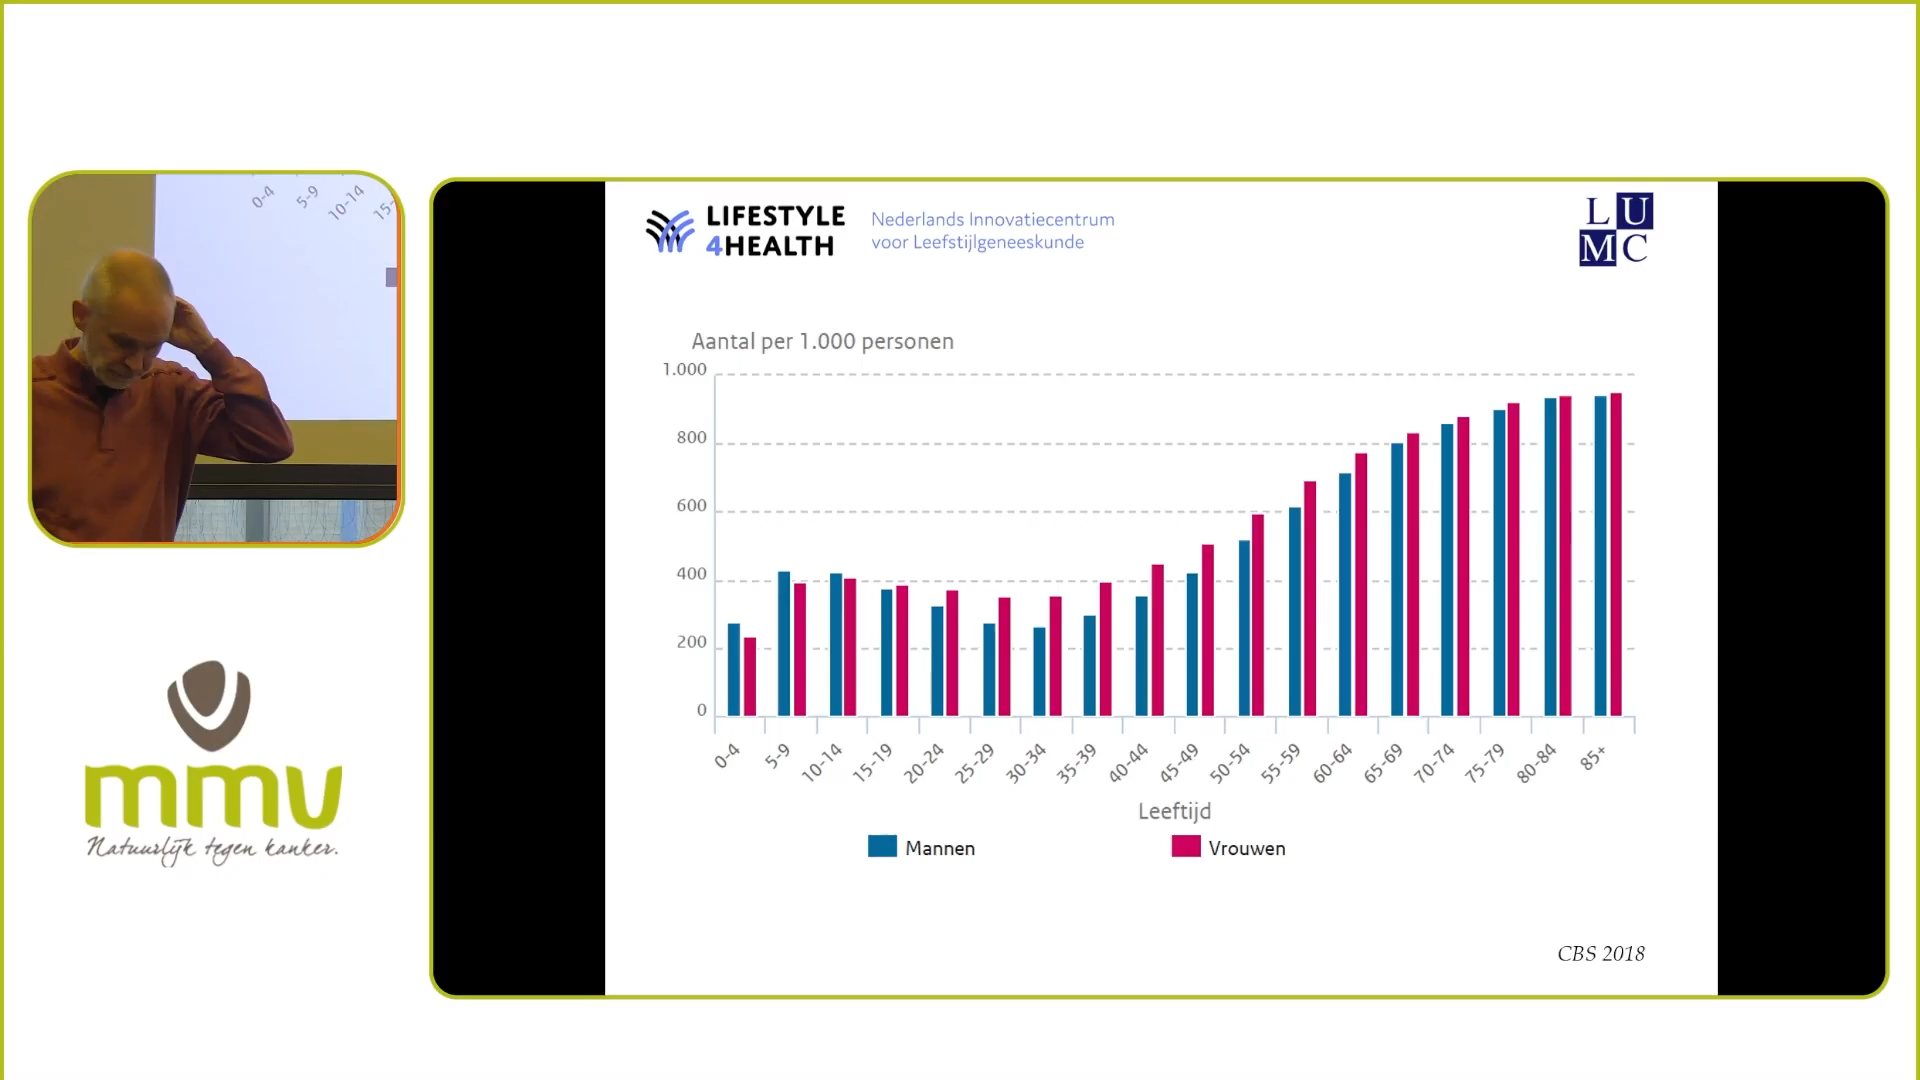 0-4
5-9
10-14
15-
mmv
Natuurlijk tegen kanker.
LIFESTYLE
4HEALTH
Nederlands Innovatiecentrum
voor Leefstijlgeneeskunde
L U
M C
Aantal per 1.000 personen
1.000
800
600
400
200
0
0-4 5-9 10-14 15-19 20-24 25-29 30-34 35-39 40-44 45-49 50-54 55-59 60-64 65-69 70-74 75-79 80-84 85+
Leeftijd
Mannen Vrouwen
CBS 2018